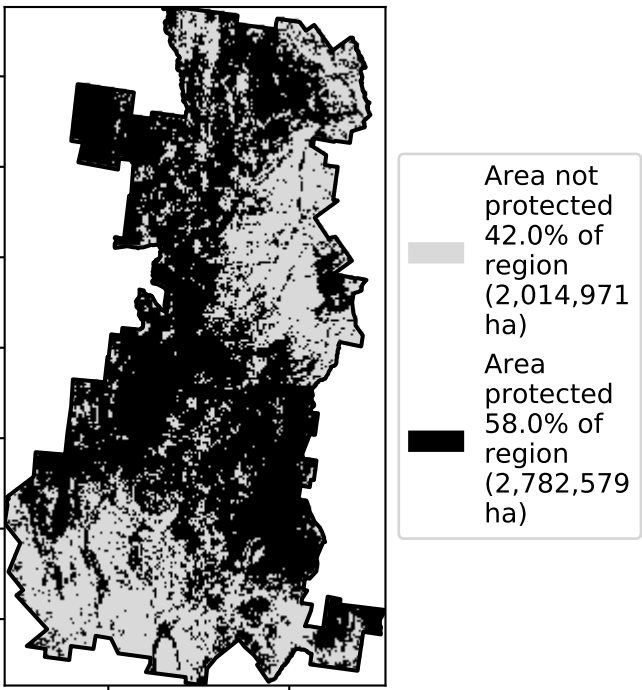 Area not
protected
42.0% of
region
(2,014,971
ha)
Area
protected
58.0% of
region
(2,782,579
ha)